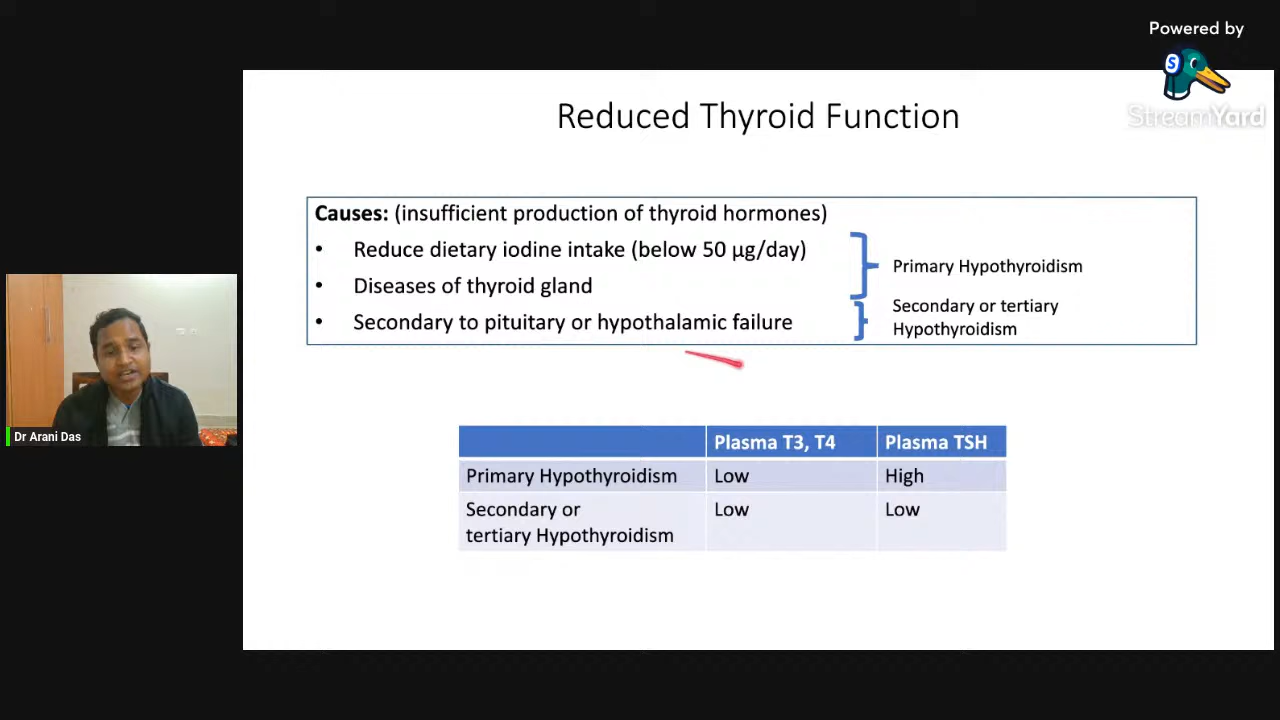 Powered by
S
StreamYard
Reduced Thyroid Function
Causes: (insufficient production of thyroid hormones)
• Reduce dietary iodine intake (below 50 µg/day)
• Diseases of thyroid gland
• Secondary to pituitary or hypothalamic failure
Primary Hypothyroidism
Secondary or tertiary
Hypothyroidism
Plasma T3, T4 Plasma TSH
Primary Hypothyroidism Low High
Secondary or Low Low
tertiary Hypothyroidism
Dr Arani Das